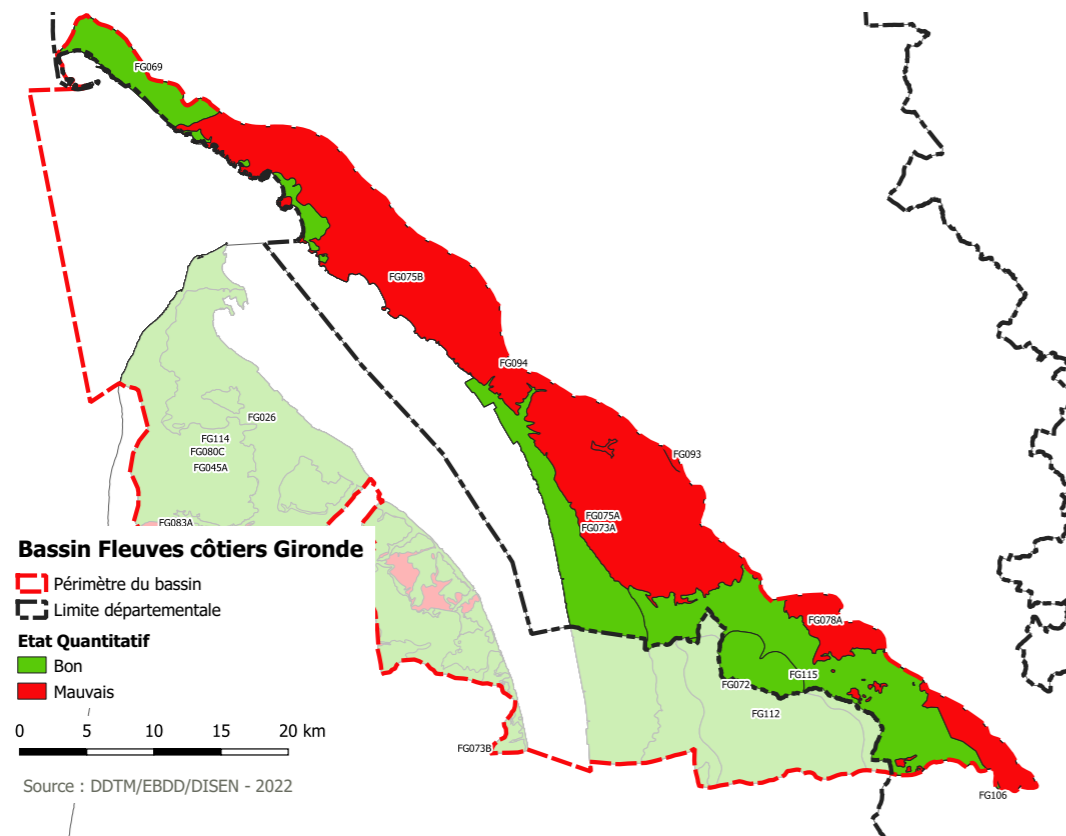 FG069
FG075B
FG094
FG026
FG114
FG080C
FG045A
FG093
FG083A
FG075A
FG073A
FG078A
FG115
FG072
FG112
FG073B
FG106
Bassin Fleuves côtiers Gironde
Périmètre du bassin
Limite départementale
Etat Quantitatif
Bon
Mauvais
0 5 10 15 20 km
Source : DDTM/EBDD/DISEN - 2022